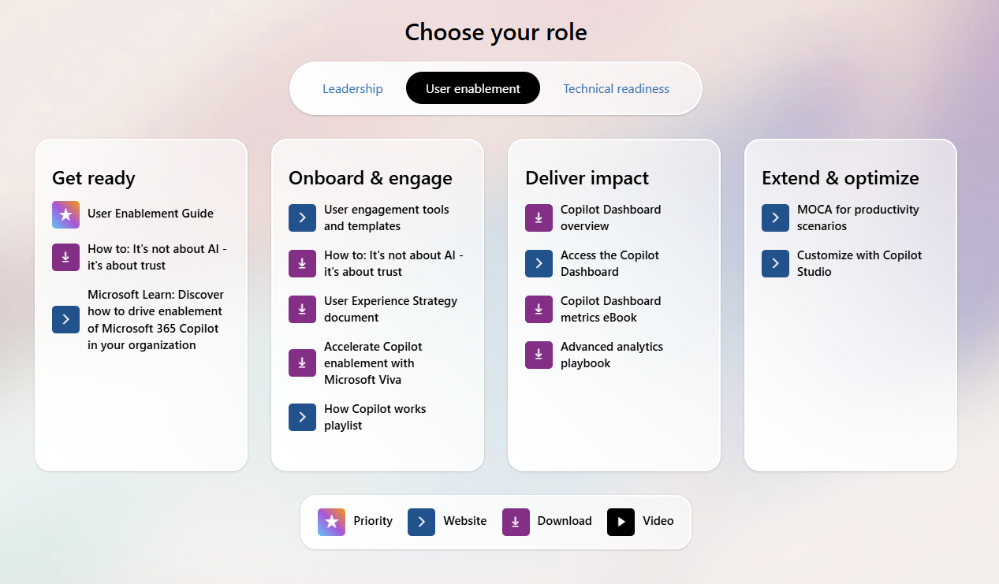 Choose your role
Leadership
User enablement
Technical readiness
Get ready
User Enablement Guide
How to: It's not about AI -
it's about trust
Microsoft Learn: Discover
how to drive enablement
of Microsoft 365 Copilot
in your organization
Onboard & engage
User engagement tools
and templates
How to: It's not about AI -
it's about trust
User Experience Strategy
document
Accelerate Copilot
enablement with
Microsoft Viva
How Copilot works
playlist
Deliver impact
Copilot Dashboard
overview
Access the Copilot
Dashboard
Copilot Dashboard
metrics eBook
Advanced analytics
playbook
Extend & optimize
MOCA for productivity
scenarios
Customize with Copilot
Studio
Priority
Website
Download
Video